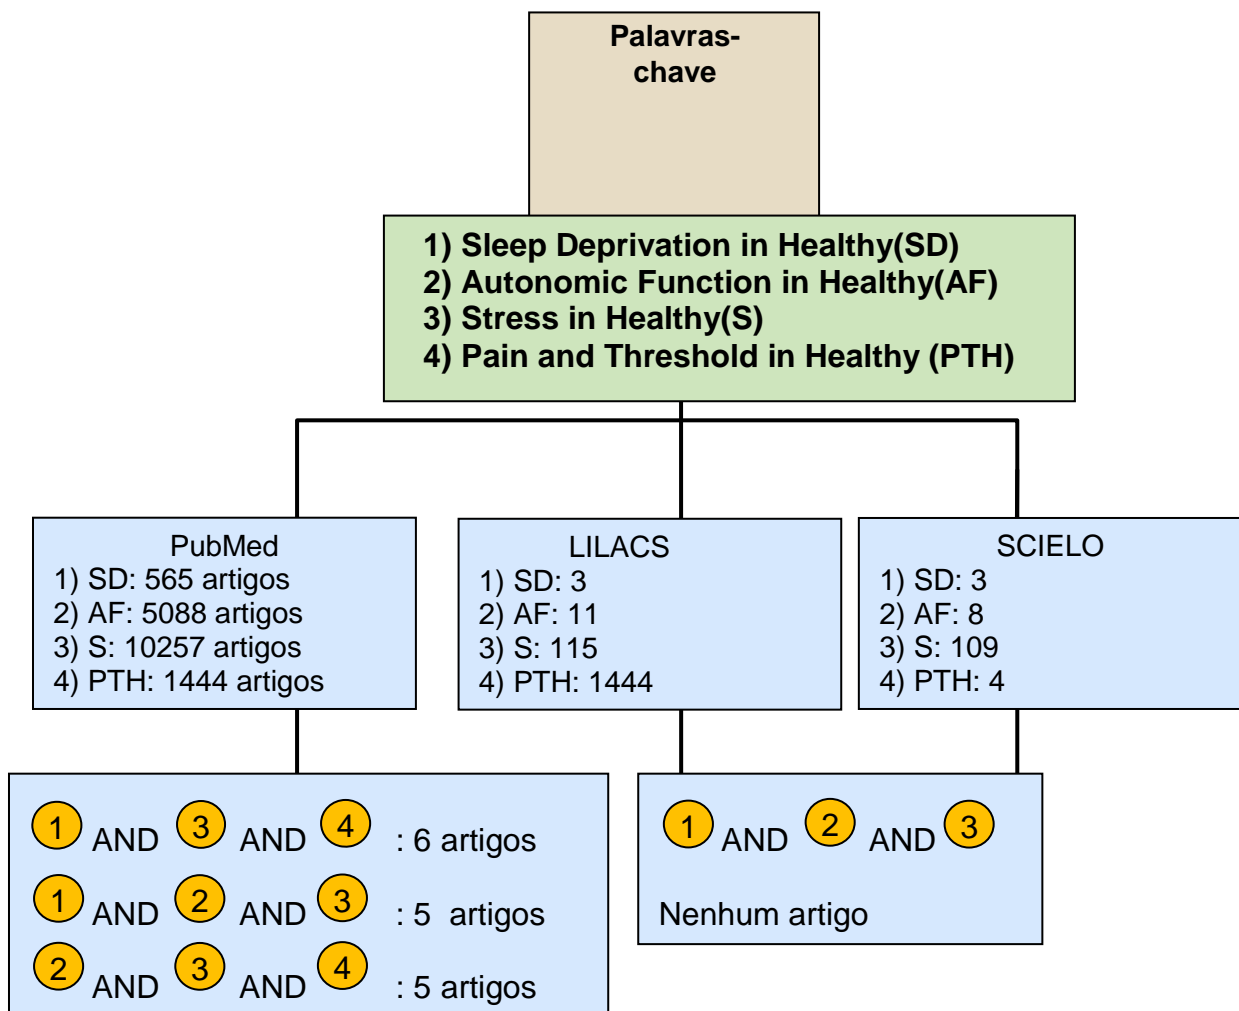 Palavras-
chave
1) Sleep Deprivation in Healthy(SD)
2) Autonomic Function in Healthy(AF)
3) Stress in Healthy(S)
4) Pain and Threshold in Healthy (PTH)
PubMed
1) SD: 565 artigos
2) AF: 5088 artigos
3) S: 10257 artigos
4) PTH: 1444 artigos
LILACS
1) SD: 3
2) AF: 11
3) S: 115
4) PTH: 1444
SCIELO
1) SD: 3
2) AF: 8
3) S: 109
4) PTH: 4
1 AND 3 AND 4 : 6 artigos
1 AND 2 AND 3 : 5 artigos
2 AND 3 AND 4 : 5 artigos
1 AND 2 AND 3
Nenhum artigo